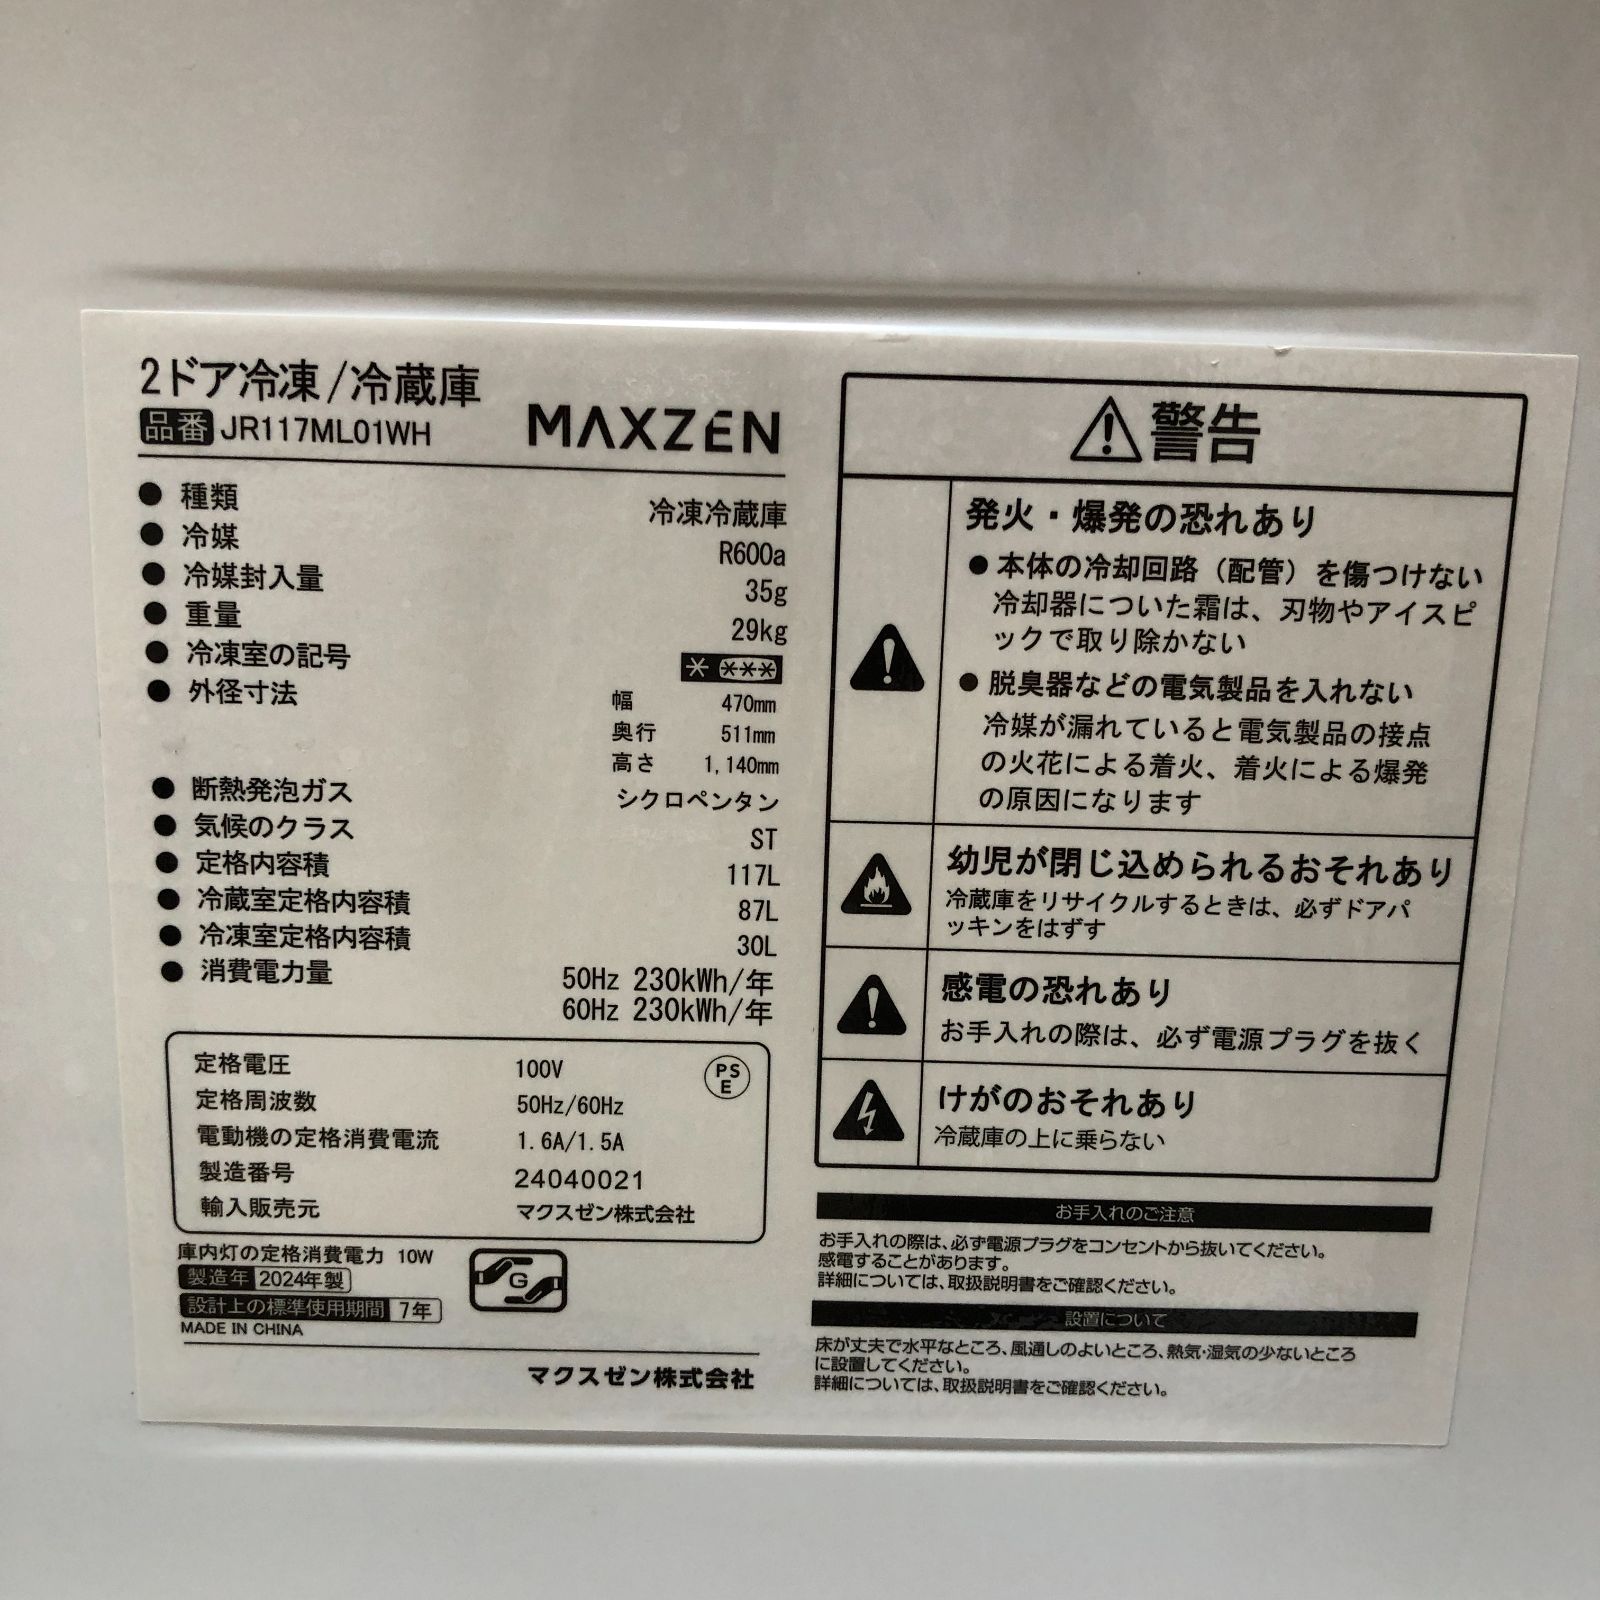 2ドア冷凍/冷蔵庫
品番 JR117ML01WH
MAXZEN
● 種類 冷凍冷蔵庫
● 冷媒 R600a
● 冷媒封入量 35g
● 重量 29kg
● 冷凍室の記号 * ***
● 外径寸法 幅 470mm
奥行 511mm
高さ 1,140mm
● 断熱発泡ガス シクロペンタン
● 気候のクラス ST
● 定格内容積 117L
● 冷蔵室定格内容積 87L
● 冷凍室定格内容積 30L
● 消費電力量 50Hz 230kWh/年
60Hz 230kWh/年
定格電圧 100V
PSE
定格周波数 50Hz/60Hz
電動機の定格消費電流 1.6A/1.5A
製造番号 24040021
輸入販売元 マクスゼン株式会社
庫内灯の定格消費電力 10W
製造年 2024年製
G
設計上の標準使用期間 7年
MADE IN CHINA
マクスゼン株式会社
警告
発火・爆発の恐れあり
● 本体の冷却回路（配管）を傷つけない
冷却器についた霜は、刃物やアイスピ
ックで取り除かない
● 脱臭器などの電気製品を入れない
冷媒が漏れていると電気製品の接点
の火花による着火、着火による爆発
の原因になります
幼児が閉じ込められるおそれあり
冷蔵庫をリサイクルするときは、必ずドアパ
ッキンをはずす
感電の恐れあり
お手入れの際は、必ず電源プラグを抜く
けがのおそれあり
冷蔵庫の上に乗らない
お手入れのご注意
お手入れの際は、必ず電源プラグをコンセントから抜いてください。
感電することがあります。
詳細については、取扱説明書をご確認ください。
設置について
床が丈夫で水平なところ、風通しのよいところ、熱気・湿気の少ないところ
に設置してください。
詳細については、取扱説明書をご確認ください。